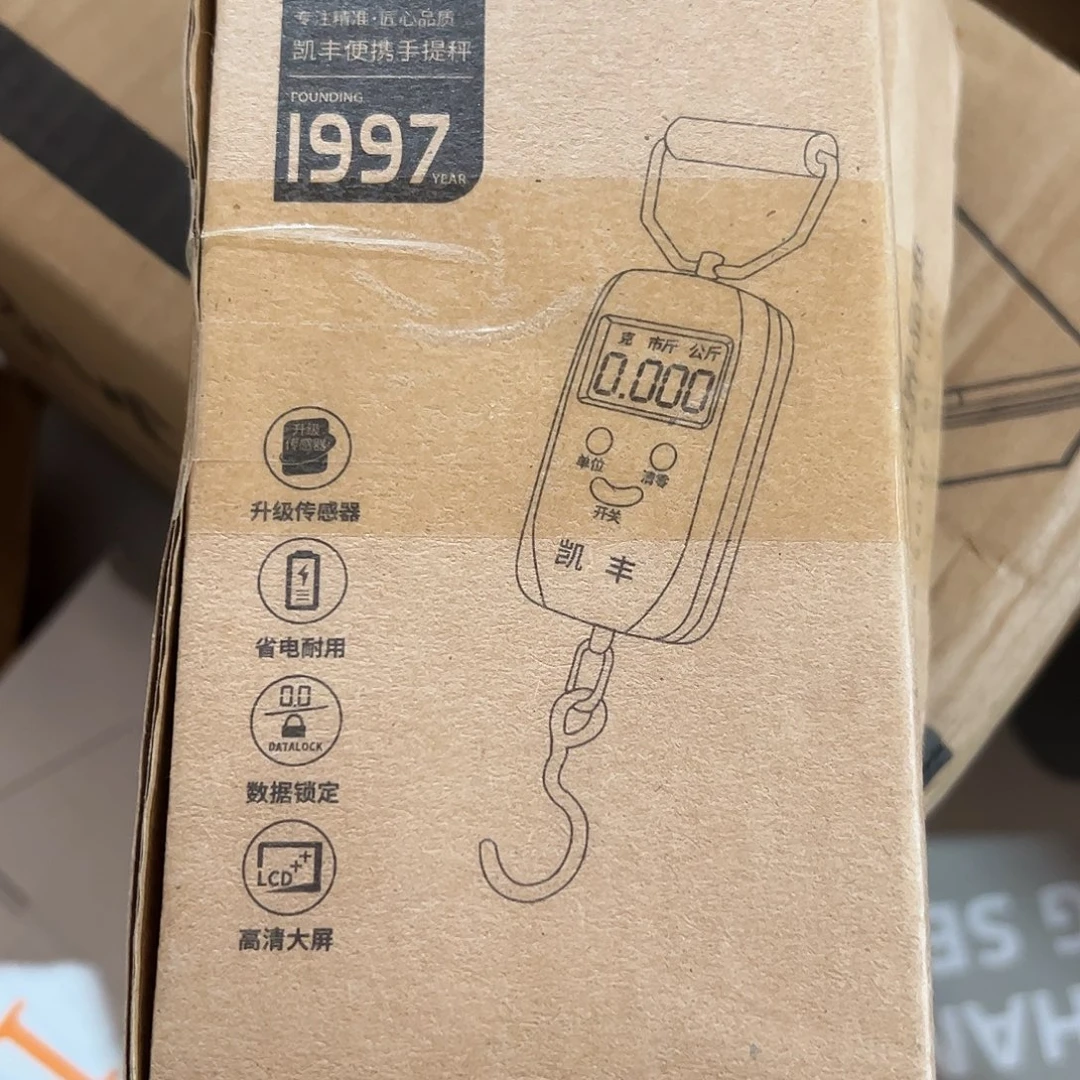 专注精准·匠心品质
凯丰便携手提秤
FOUNDING
1997
YEAR
克 市斤 公斤
0.000
单位
清零
开关
凯丰
升级
传感器
升级传感器
省电耐用
0.0
DATALOCK
数据锁定
LCD++
高清大屏
G SE
HAN